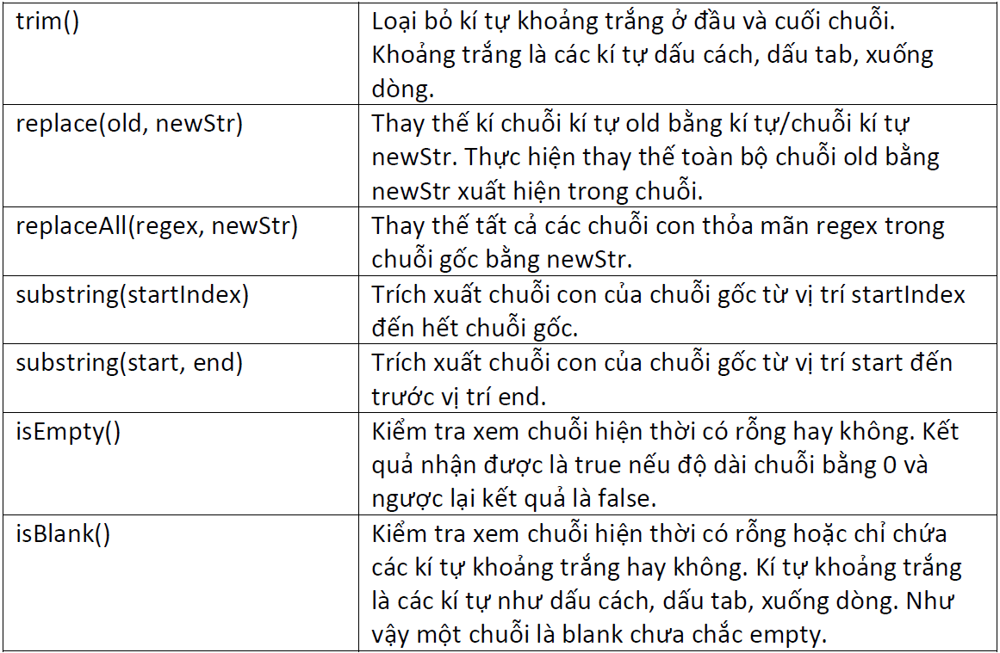 trim()
Loại bỏ kí tự khoảng trắng ở đầu và cuối chuỗi.
Khoảng trắng là các kí tự dấu cách, dấu tab, xuống
dòng.
replace(old, newStr)
Thay thế kí chuỗi kí tự old bằng kí tự/chuỗi kí tự
newStr. Thực hiện thay thế toàn bộ chuỗi old bằng
newStr xuất hiện trong chuỗi.
replaceAll(regex, newStr)
Thay thế tất cả các chuỗi con thỏa mãn regex trong
chuỗi gốc bằng newStr.
substring(startIndex)
Trích xuất chuỗi con của chuỗi gốc từ vị trí startIndex
đến hết chuỗi gốc.
substring(start, end)
Trích xuất chuỗi con của chuỗi gốc từ vị trí start đến
trước vị trí end.
isEmpty()
Kiểm tra xem chuỗi hiện thời có rỗng hay không. Kết
quả nhận được là true nếu độ dài chuỗi bằng 0 và
ngược lại kết quả là false.
isBlank()
Kiểm tra xem chuỗi hiện thời có rỗng hoặc chỉ chứa
các kí tự khoảng trắng hay không. Kí tự khoảng trắng
là các kí tự như dấu cách, dấu tab, xuống dòng. Như
vậy một chuỗi là blank chưa chắc empty.